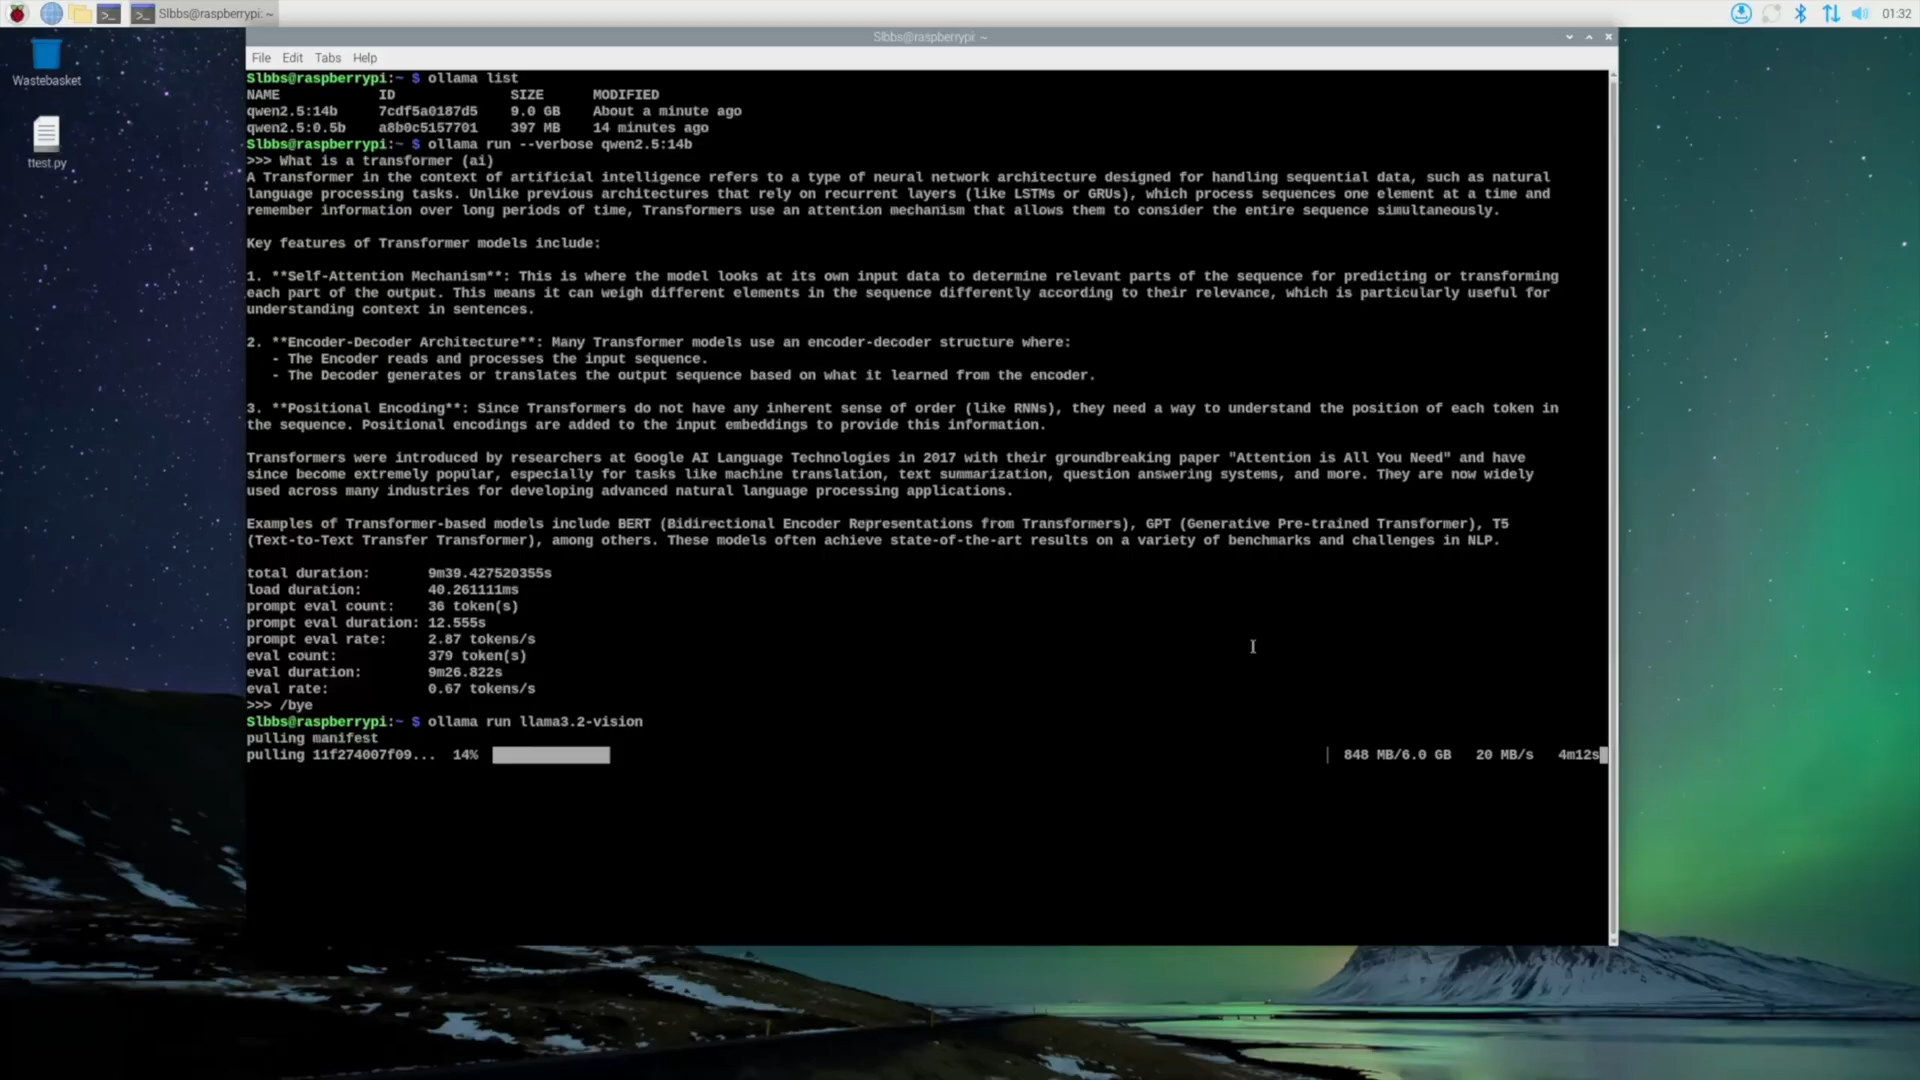 Slbbs@raspberrypi: ~
01:32
Slbbs@raspberrypi: ~
File Edit Tabs Help
Wastebasket
ttest.py
Slbbs@raspberrypi:~ $ ollama list
NAME ID SIZE MODIFIED
qwen2.5:14b 7cdf5a0187d5 9.0 GB About a minute ago
qwen2.5:0.5b a8b0c5157701 397 MB 14 minutes ago
Slbbs@raspberrypi:~ $ ollama run --verbose qwen2.5:14b
>>> What is a transformer (ai)
A Transformer in the context of artificial intelligence refers to a type of neural network architecture designed for handling sequential data, such as natural
language processing tasks. Unlike previous architectures that rely on recurrent layers (like LSTMs or GRUs), which process sequences one element at a time and
remember information over long periods of time, Transformers use an attention mechanism that allows them to consider the entire sequence simultaneously.
Key features of Transformer models include:
1. **Self-Attention Mechanism**: This is where the model looks at its own input data to determine relevant parts of the sequence for predicting or transforming
each part of the output. This means it can weigh different elements in the sequence differently according to their relevance, which is particularly useful for
understanding context in sentences.
2. **Encoder-Decoder Architecture**: Many Transformer models use an encoder-decoder structure where:
- The Encoder reads and processes the input sequence.
- The Decoder generates or translates the output sequence based on what it learned from the encoder.
3. **Positional Encoding**: Since Transformers do not have any inherent sense of order (like RNNs), they need a way to understand the position of each token in
the sequence. Positional encodings are added to the input embeddings to provide this information.
Transformers were introduced by researchers at Google AI Language Technologies in 2017 with their groundbreaking paper "Attention is All You Need" and have
since become extremely popular, especially for tasks like machine translation, text summarization, question answering systems, and more. They are now widely
used across many industries for developing advanced natural language processing applications.
Examples of Transformer-based models include BERT (Bidirectional Encoder Representations from Transformers), GPT (Generative Pre-trained Transformer), T5
(Text-to-Text Transfer Transformer), among others. These models often achieve state-of-the-art results on a variety of benchmarks and challenges in NLP.
total duration: 9m39.427520355s
load duration: 40.261111ms
prompt eval count: 36 token(s)
prompt eval duration: 12.555s
prompt eval rate: 2.87 tokens/s
eval count: 379 token(s)
eval duration: 9m26.822s
eval rate: 0.67 tokens/s
>>> /bye
Slbbs@raspberrypi:~ $ ollama run llama3.2-vision
pulling manifest
pulling 11f274007f09... 14% | 848 MB/6.0 GB 20 MB/s 4m12s